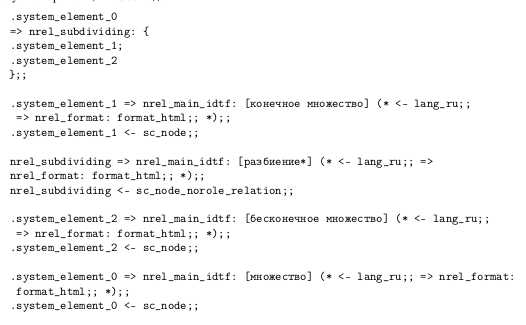 .system_element_0
=> nrel_subdividing: {
.system_element_1;
.system_element_2
};;
.system_element_1 => nrel_main_idtf: [конечное множество] (* <- lang_ru;;
=> nrel_format: format_html;; *);;
.system_element_1 <- sc_node;;
nrel_subdividing => nrel_main_idtf: [разбиение*] (* <- lang_ru;; =>
nrel_format: format_html;; *);;
nrel_subdividing <- sc_node_norole_relation;;
.system_element_2 => nrel_main_idtf: [бесконечное множество] (* <- lang_ru;;
=> nrel_format: format_html;; *);;
.system_element_2 <- sc_node;;
.system_element_0 => nrel_main_idtf: [множество] (* <- lang_ru;; => nrel_format:
format_html;; *);;
.system_element_0 <- sc_node;;